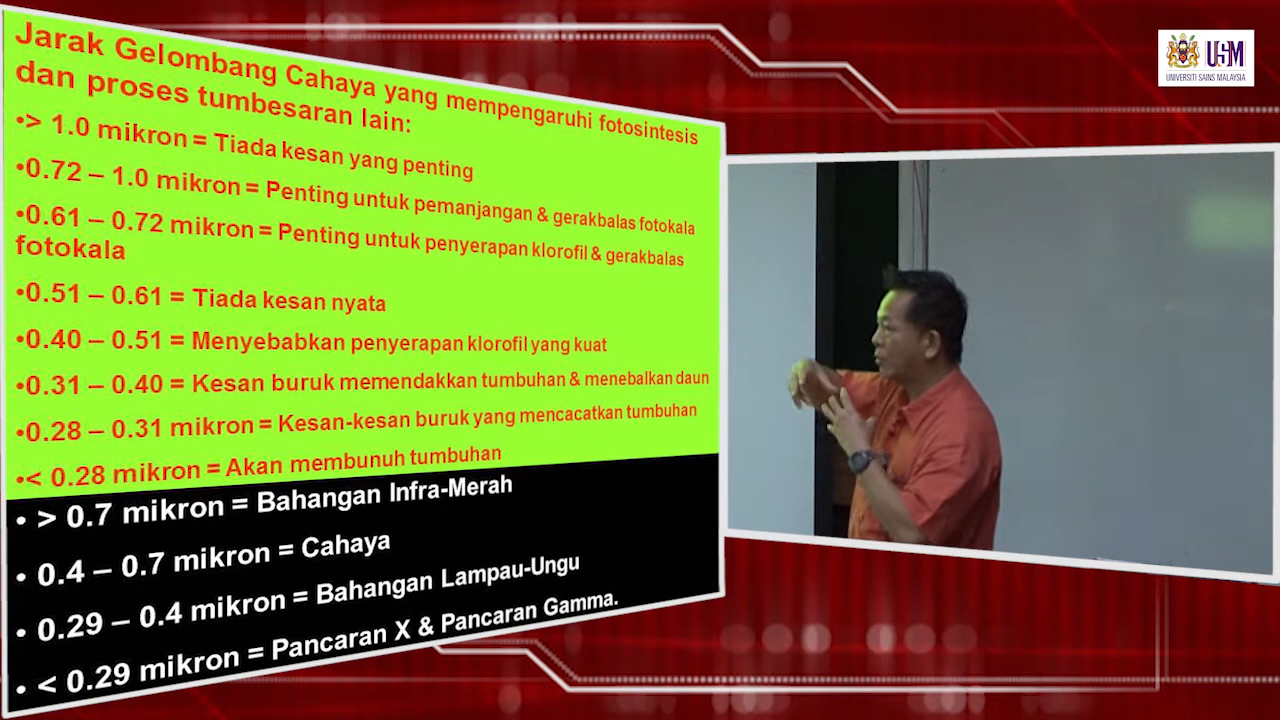 Jarak Gelombang Cahaya yang mempengaruhi fotosintesis
dan proses tumbesaran lain:
•> 1.0 mikron = Tiada kesan yang penting
•0.72 – 1.0 mikron = Penting untuk pemanjangan & gerakbalas fotokala
•0.61 – 0.72 mikron = Penting untuk penyerapan klorofil & gerakbalas
fotokala
•0.51 – 0.61 = Tiada kesan nyata
•0.40 – 0.51 = Menyebabkan penyerapan klorofil yang kuat
•0.31 – 0.40 = Kesan buruk memendakkan tumbuhan & menebalkan daun
•0.28 – 0.31 mikron = Kesan-kesan buruk yang mencacatkan tumbuhan
•< 0.28 mikron = Akan membunuh tumbuhan
• > 0.7 mikron = Bahangan Infra-Merah
• 0.4 – 0.7 mikron = Cahaya
• 0.29 – 0.4 mikron = Bahangan Lampau-Ungu
• < 0.29 mikron = Pancaran X & Pancaran Gamma.
USM
UNIVERSITI SAINS MALAYSIA